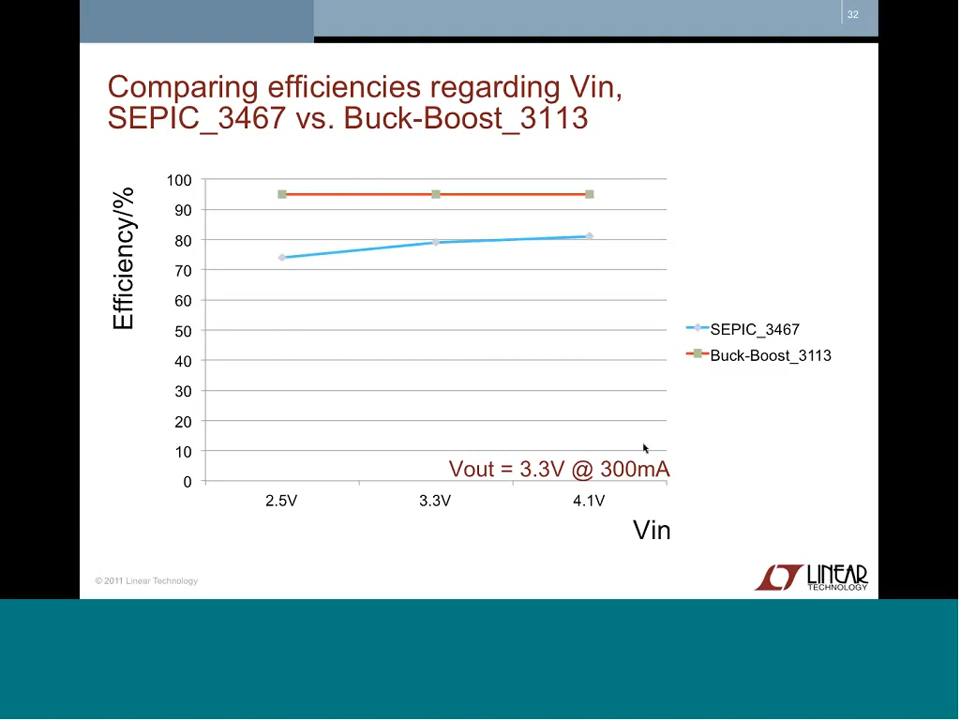 32
Comparing efficiencies regarding Vin,
SEPIC_3467 vs. Buck-Boost_3113
Efficiency/%
100
90
80
70
60
50
40
30
20
10
0
SEPIC_3467
Buck-Boost_3113
Vout = 3.3V @ 300mA
2.5V 3.3V 4.1V
Vin
© 2011 Linear Technology
LINEAR
TECHNOLOGY